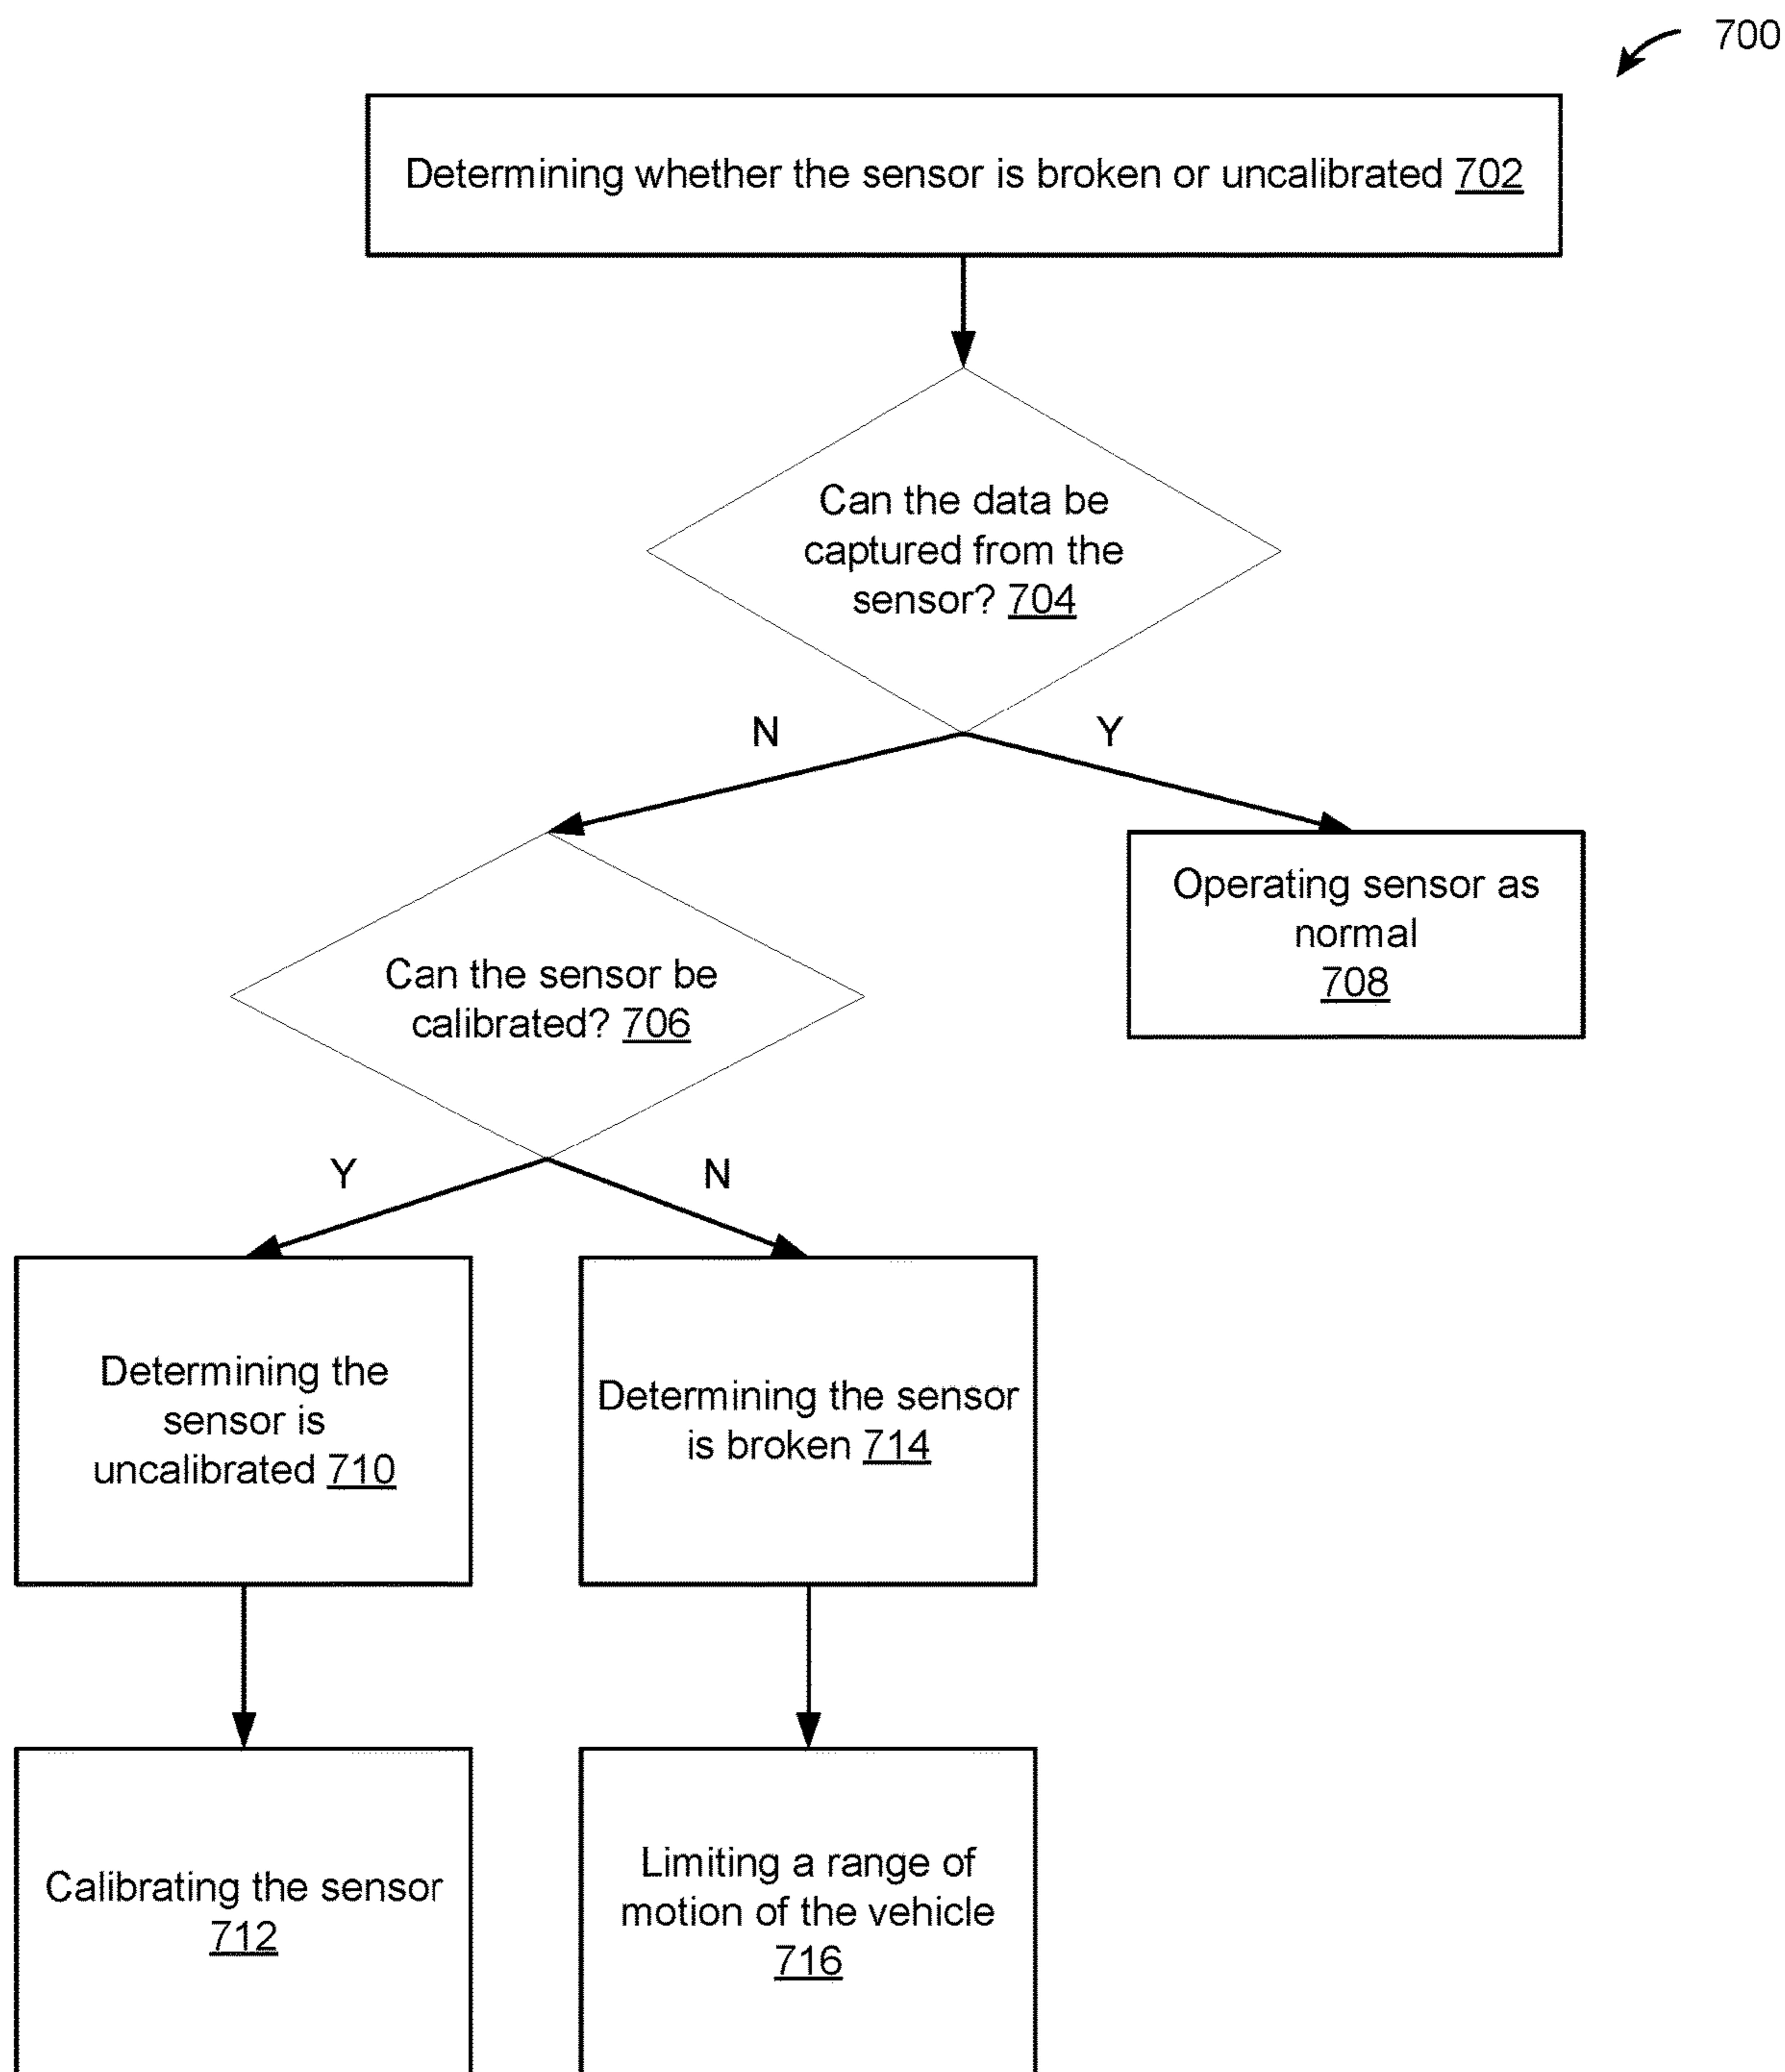 700
Determining whether the sensor is broken or uncalibrated 702
Can the data be
captured from the
sensor? 704
N
Y
Operating sensor as
normal
708
Can the sensor be
calibrated? 706
Y
N
Determining the
sensor is
uncalibrated 710
Determining the sensor
is broken 714
Calibrating the sensor
712
Limiting a range of
motion of the vehicle
716